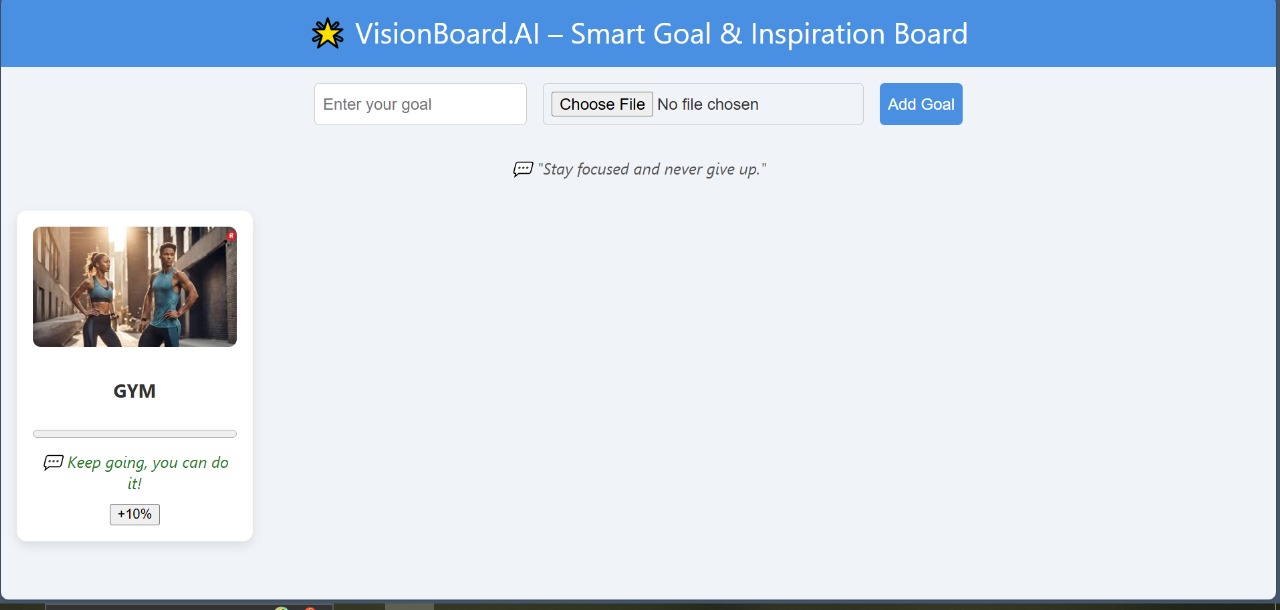 VisionBoard.AI – Smart Goal & Inspiration Board
Enter your goal
Choose File No file chosen
Add Goal
"Stay focused and never give up."
GYM
Keep going, you can do
it!
+10%